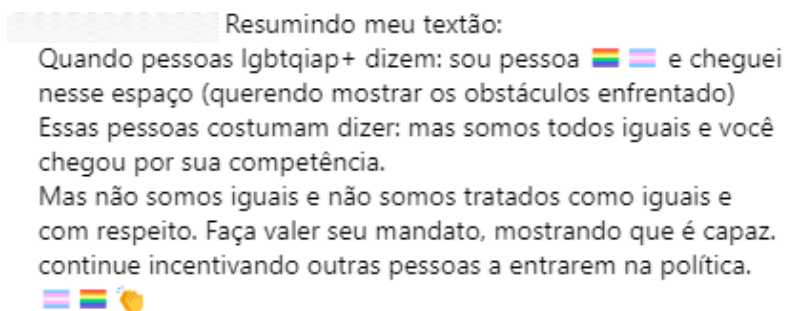 Resumindo meu textão:
Quando pessoas lgbtqiap+ dizem: sou pessoa 🏳️‍🌈 🏳️‍⚧️ e cheguei
nesse espaço (querendo mostrar os obstáculos enfrentado)
Essas pessoas costumam dizer: mas somos todos iguais e você
chegou por sua competência.
Mas não somos iguais e não somos tratados como iguais e
com respeito. Faça valer seu mandato, mostrando que é capaz.
continue incentivando outras pessoas a entrarem na política.
🏳️‍⚧️ 🏳️‍🌈 👏